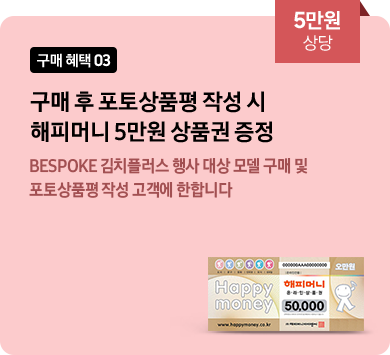 5만원
상당
구매 혜택 03
구매 후 포토상품평 작성 시
해피머니 5만원 상품권 증정
BESPOKE 김치플러스 행사 대상 모델 구매 및
포토상품평 작성 고객에 한합니다
000000AAA00000000
오만원
Happy
money
해피머니
온라인상품권
50,000
www.happymoney.co.kr